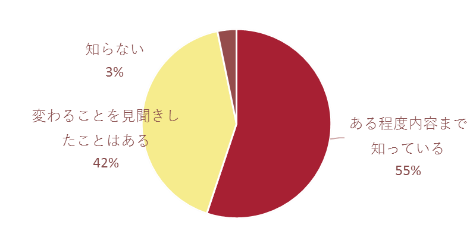 知らない
3%
変わることを見聞きし
たことはある
42%
ある程度内容まで
知っている
55%